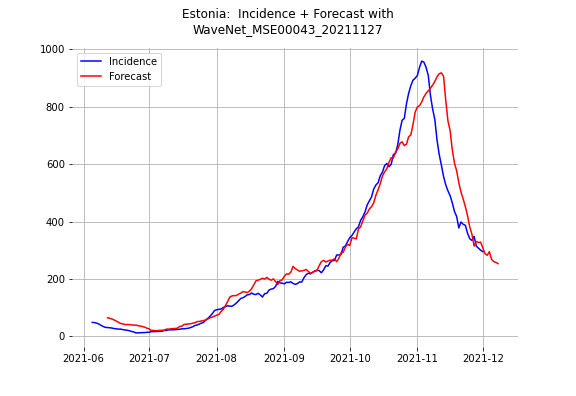 Estonia:  Incidence + Forecast with
WaveNet_MSE00043_20211127
Incidence
Forecast
1000
800
600
400
200
0
2021-06 2021-07 2021-08 2021-09 2021-10 2021-11 2021-12